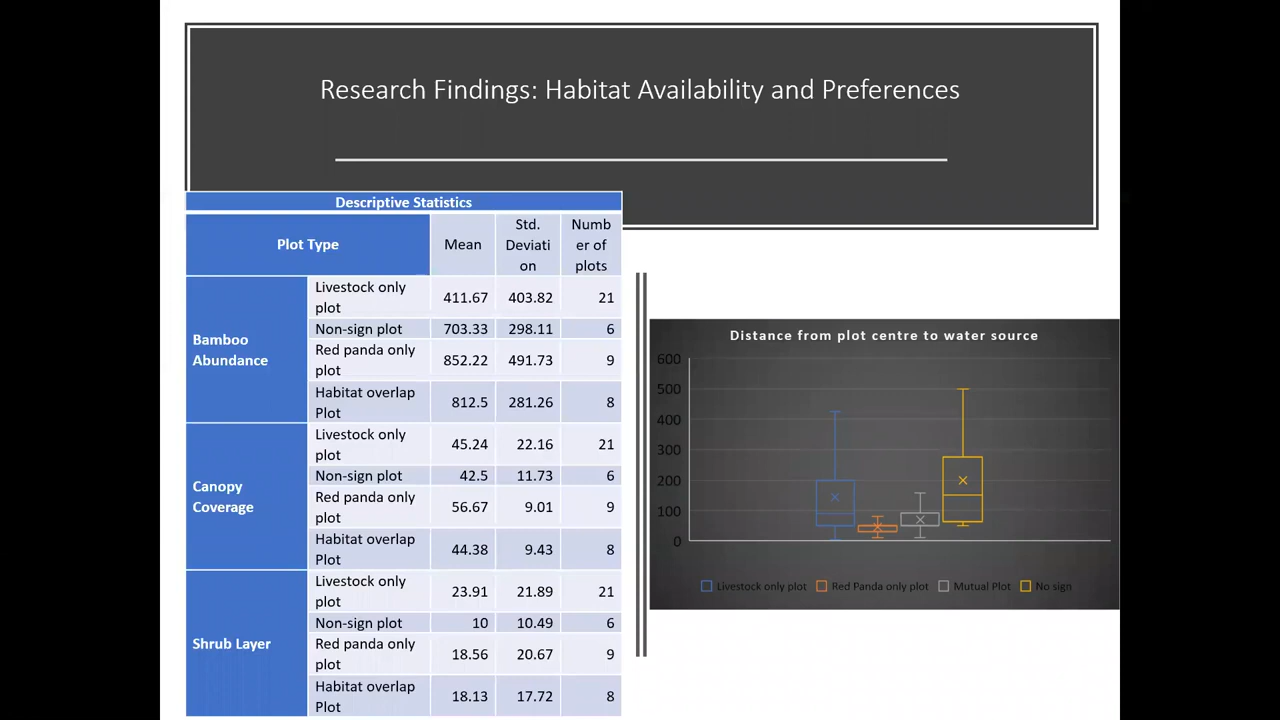 Research Findings: Habitat Availability and Preferences
Descriptive Statistics
Plot Type
Mean
Std.
Deviati
on
Numb
er of
plots
Bamboo
Abundance
Livestock only
plot
411.67
403.82
21
Non-sign plot
703.33
298.11
6
Red panda only
plot
852.22
491.73
9
Habitat overlap
Plot
812.5
281.26
8
Canopy
Coverage
Livestock only
plot
45.24
22.16
21
Non-sign plot
42.5
11.73
6
Red panda only
plot
56.67
9.01
9
Habitat overlap
Plot
44.38
9.43
8
Shrub Layer
Livestock only
plot
23.91
21.89
21
Non-sign plot
10
10.49
6
Red panda only
plot
18.56
20.67
9
Habitat overlap
Plot
18.13
17.72
8
Distance from plot centre to water source
600
500
400
300
200
100
0
Livestock only plot
Red Panda only plot
Mutual Plot
No sign